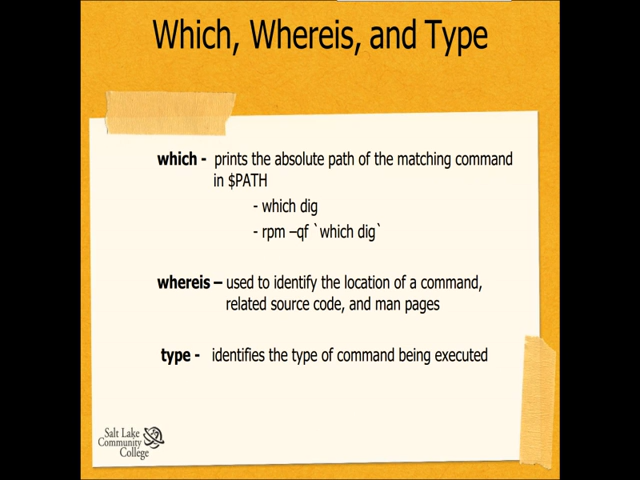 Which, Whereis, and Type
which - prints the absolute path of the matching command
in $PATH
- which dig
- rpm –qf `which dig`
whereis – used to identify the location of a command,
related source code, and man pages
type - identifies the type of command being executed
Salt Lake
Community
College